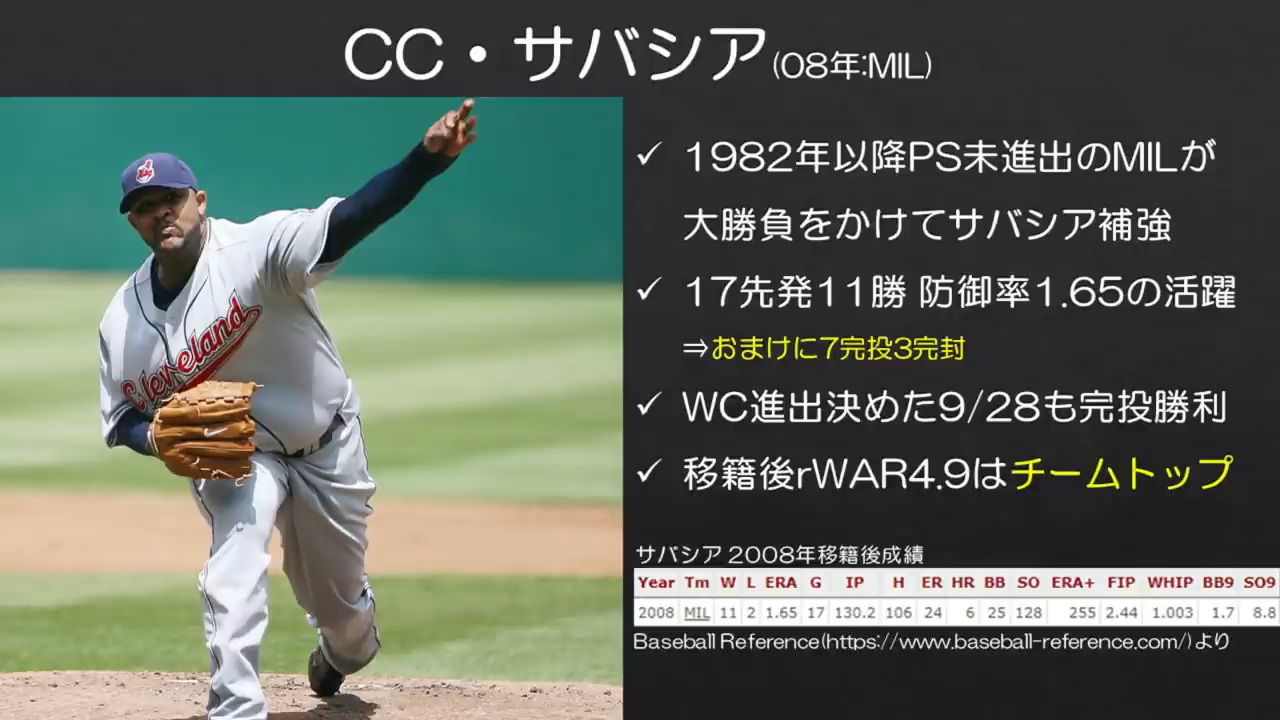 CC・サバシア(08年:MIL)
Cleveland
✓ 1982年以降PS未進出のMILが
大勝負をかけてサバシア補強
✓ 17先発11勝 防御率1.65の活躍
⇒おまけに7完投3完封
✓ WC進出決めた9/28も完投勝利
✓ 移籍後rWAR4.9はチームトップ
サバシア 2008年移籍後成績
Year Tm W L ERA G IP H ER HR BB SO ERA+ FIP WHIP BB9 SO9
2008 MIL 11 2 1.65 17 130.2 106 24 6 25 128 255 2.44 1.003 1.7 8.8
Baseball Reference(https://www.baseball-reference.com/)より